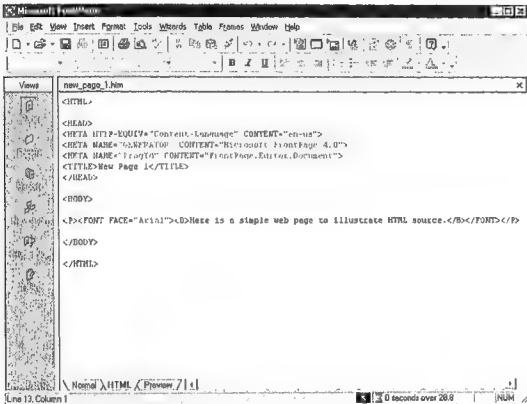 Microsoft FrontPage
File Edit View Insert Format Tools Wizards Table Frames Window Help
B I U
Views new_page_1.htm
<HTML>
<HEAD>
<META HTTP-EQUIV="Content-Language" CONTENT="en-us">
<META NAME="GENERATOR" CONTENT="Microsoft FrontPage 4.0">
<META NAME="ProgId" CONTENT="FrontPage.Editor.Document">
<TITLE>New Page 1</TITLE>
</HEAD>
<BODY>
<P><FONT FACE="Arial"><B>Here is a simple web page to illustrate HTML source.</B></FONT></P>
</BODY>
</HTML>
Normal HTML Preview
Line 13, Column 1 0 seconds over 28.8 NUM